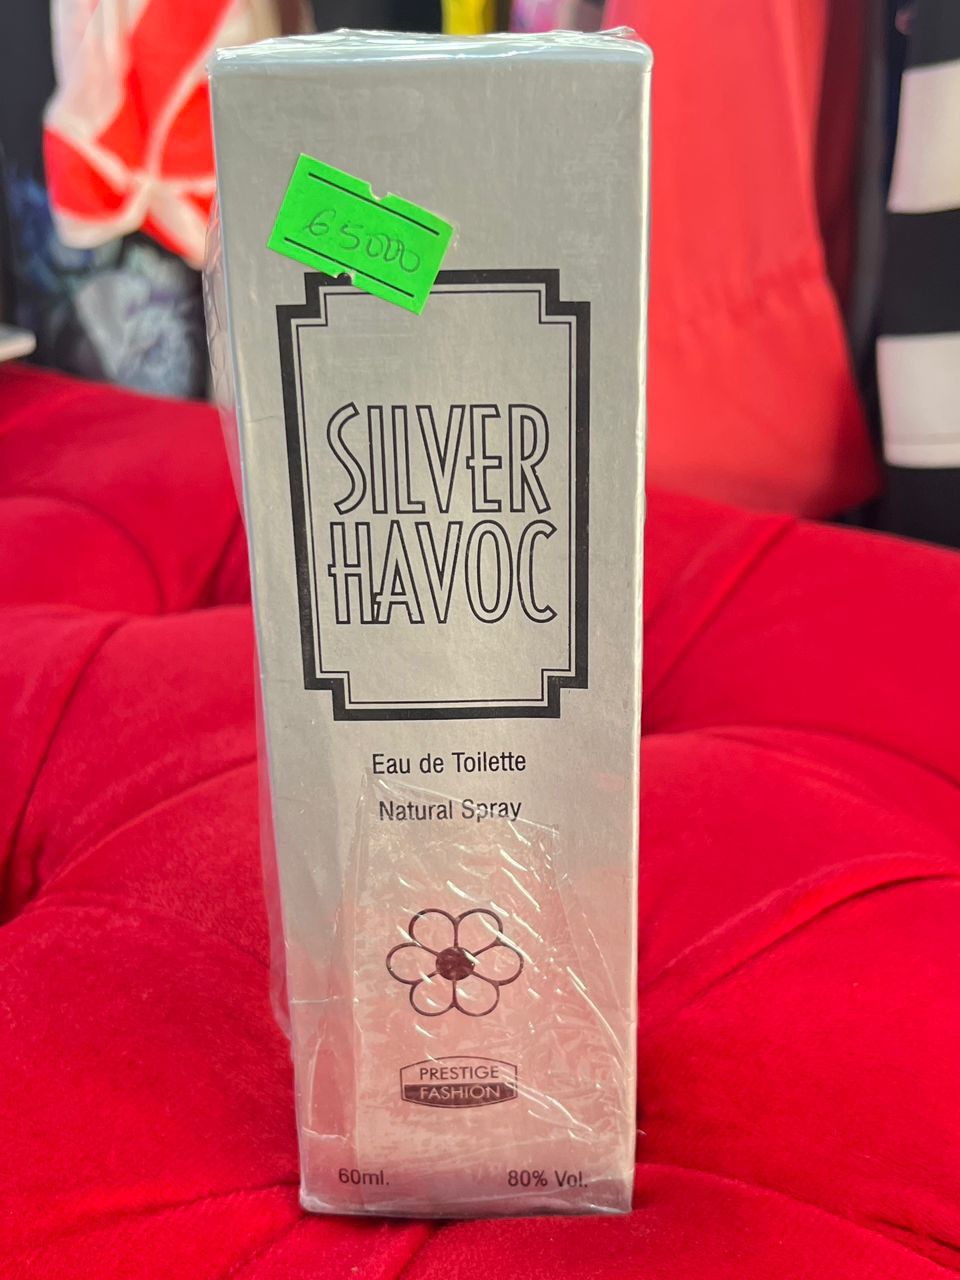 65000
SILVER
HAVOC
Eau de Toilette
Natural Spray
PRESTIGE
FASHION
60ml.
80% Vol.